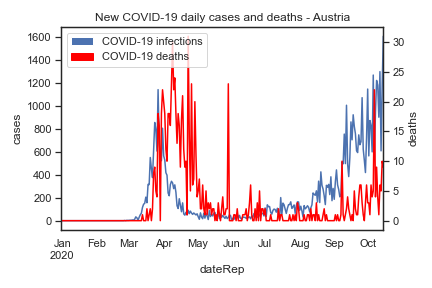 New COVID-19 daily cases and deaths - Austria
COVID-19 infections
COVID-19 deaths
1600
1400
1200
1000
800
600
400
200
0
cases
30
25
20
15
10
5
0
deaths
Jan Feb Mar Apr May Jun Jul Aug Sep Oct
2020
dateRep